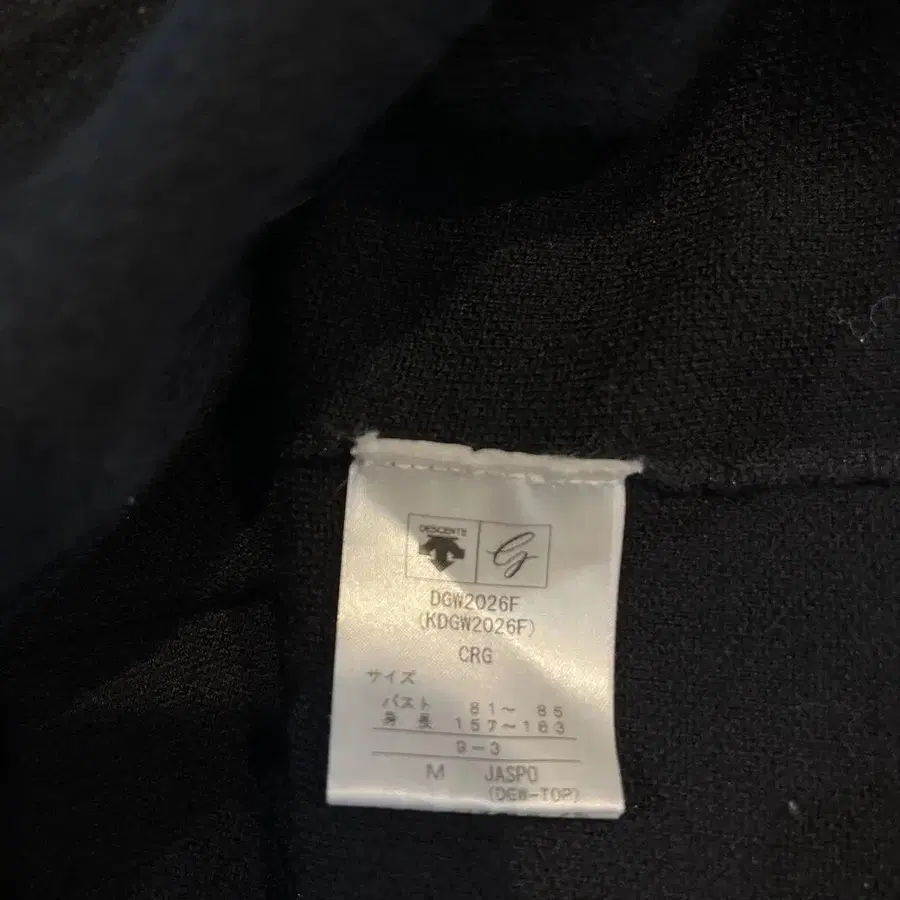 DESCENTE
DGW2026F
(KDGW2026F)
CRG
サイズ
バスト 81～ 85
身 長 157～163
9-3
M JASPO
(DEW-TOP)